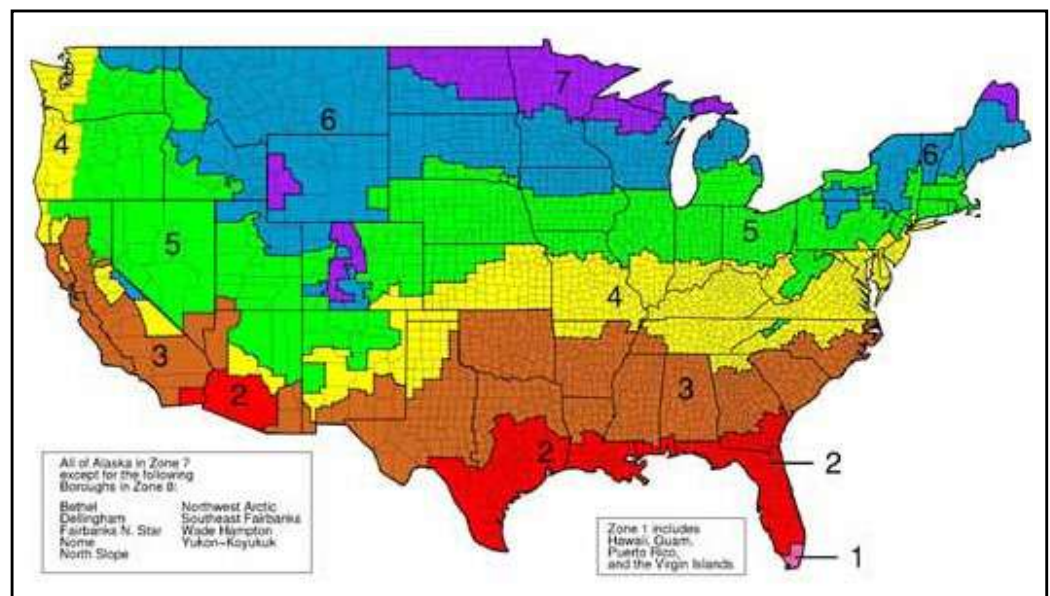 7
6
4
6
5
5
4
3
2
3
2
2
1
All of Alaska in Zone 7
except for the following
Boroughs in Zone 8:
Bethel Northwest Arctic
Dellingham Southeast Fairbanks
Fairbanks N. Star Wade Hampton
Nome Yukon-Koyukuk
North Slope
Zone 1 includes
Hawaii, Guam,
Puerto Rico,
and the Virgin Islands